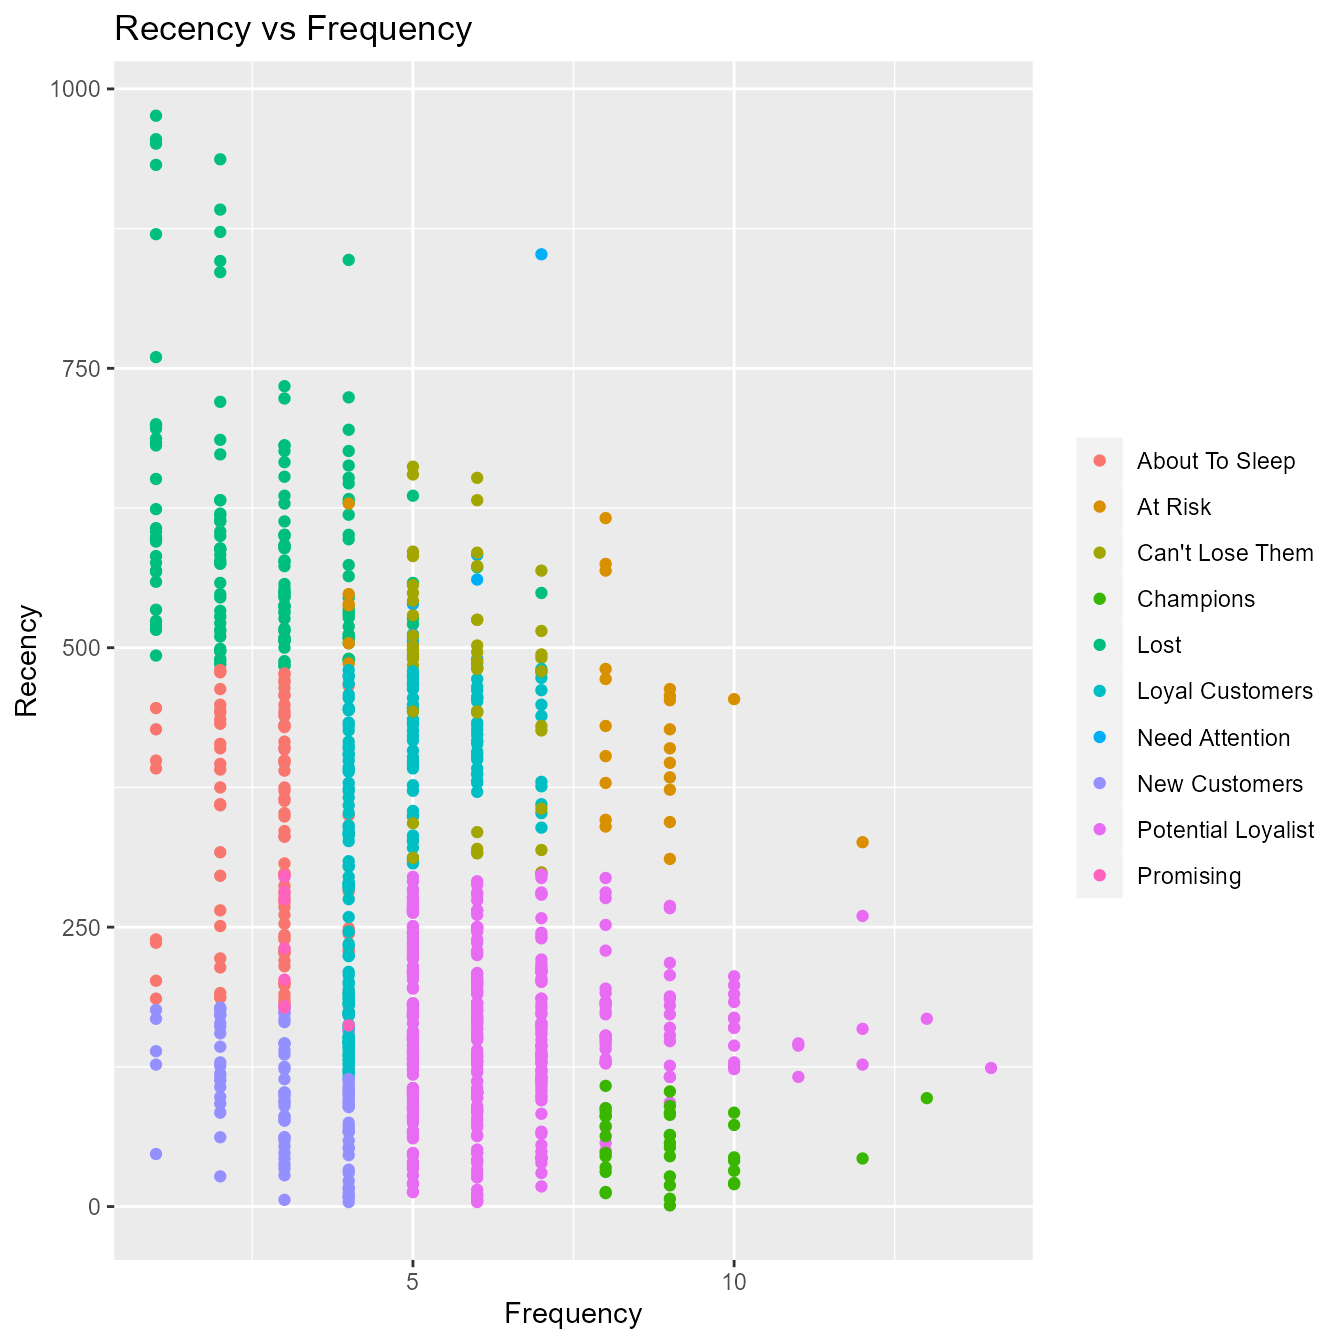 Recency vs Frequency
1000
750
500
250
0
Recency
5
10
Frequency
About To Sleep
At Risk
Can't Lose Them
Champions
Lost
Loyal Customers
Need Attention
New Customers
Potential Loyalist
Promising